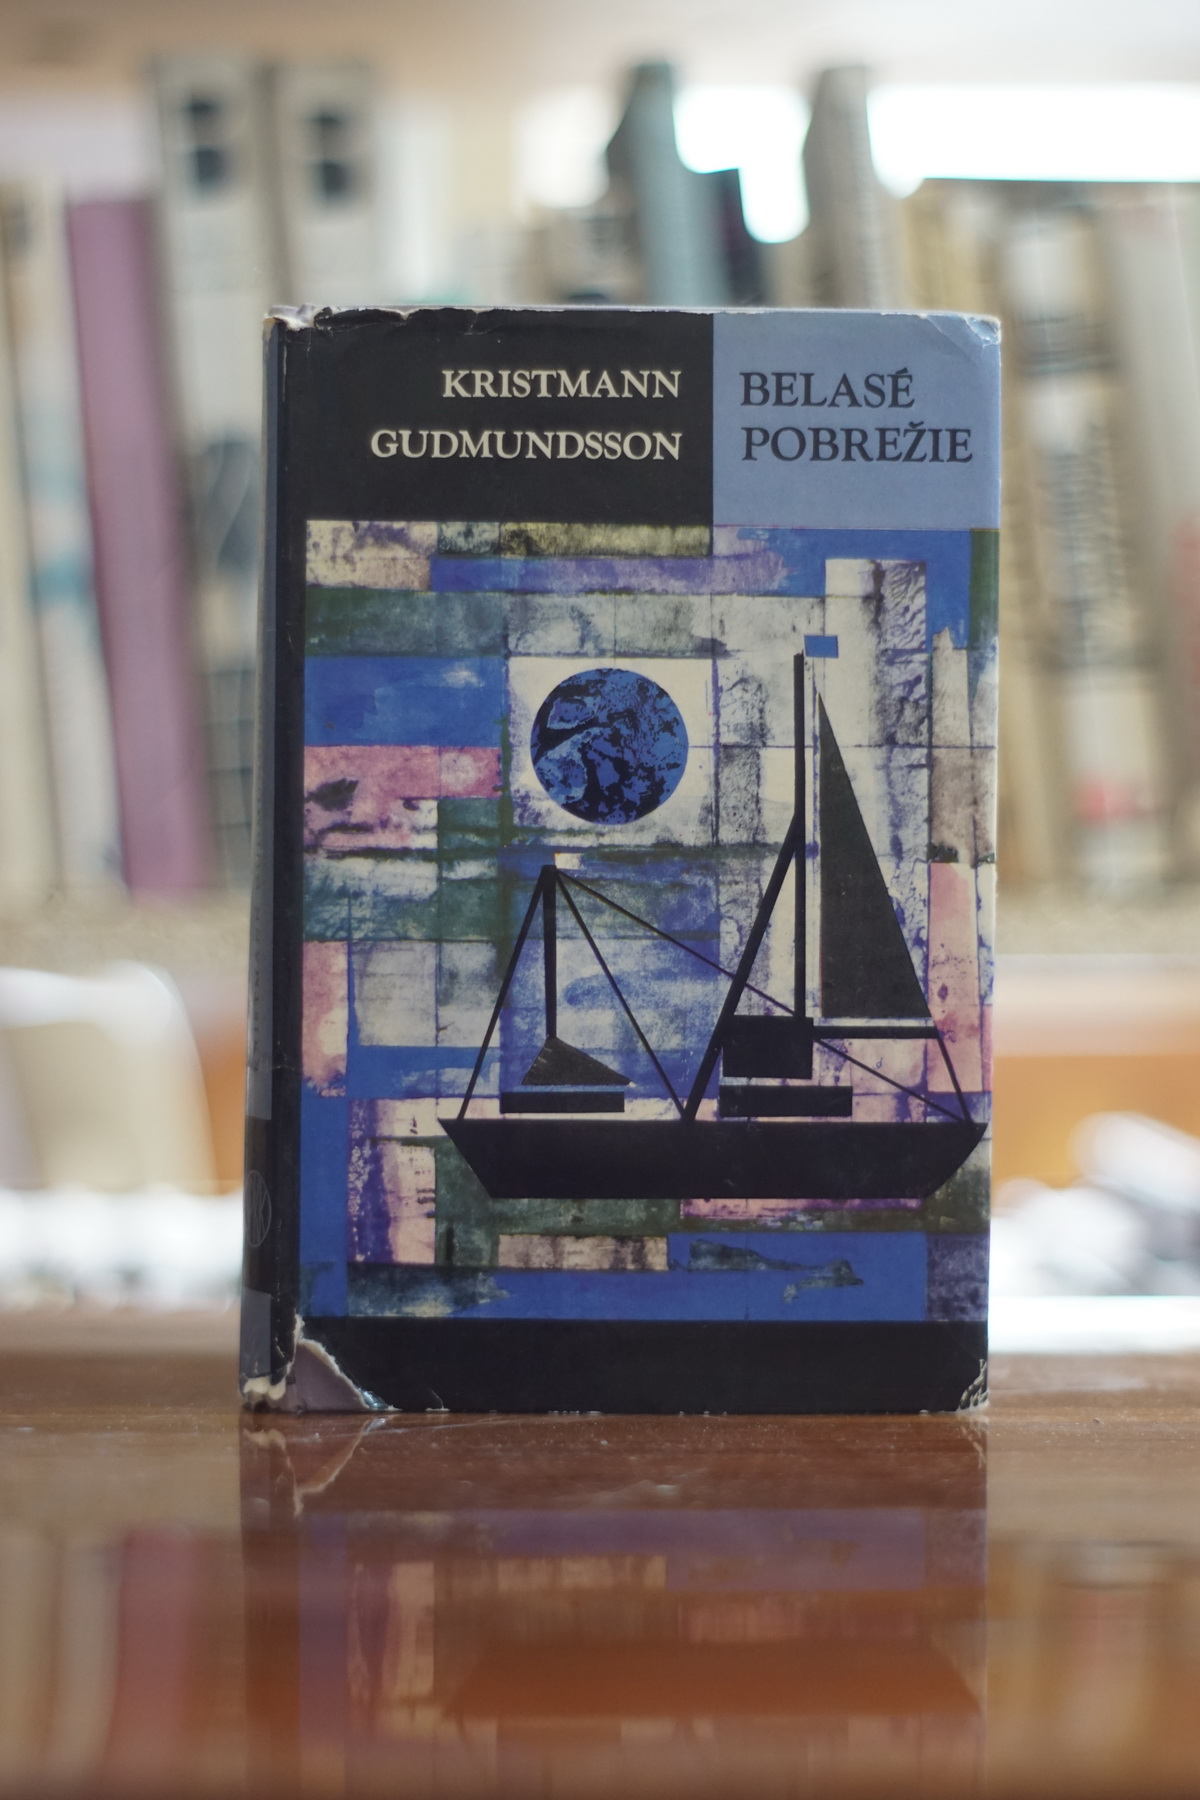 KRISTMANN
GUDMUNDSSON
BELASÉ
POBREŽIE